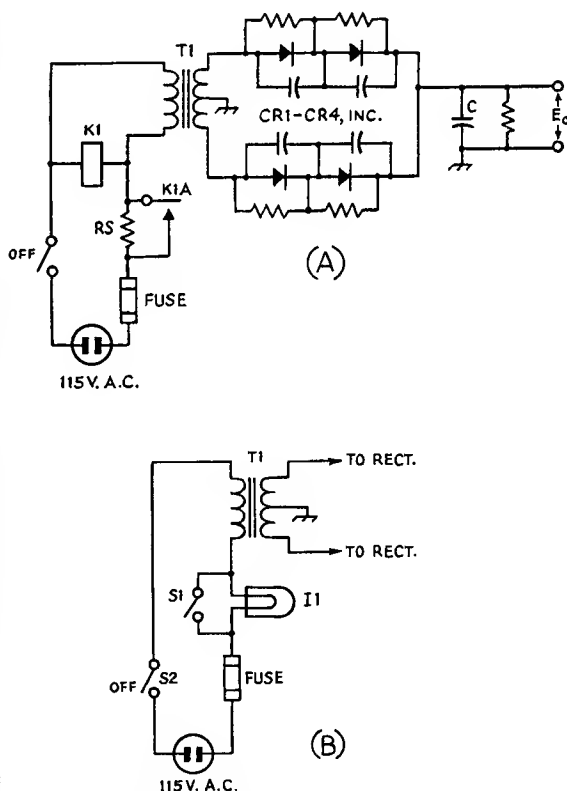 T1
CR1-CR4, INC.
K1
K1A
RS
OFF
FUSE
115V. A.C.
C
(A)
T1
TO RECT.
TO RECT.
S1
I1
S2
OFF
FUSE
115V. A.C.
(B)